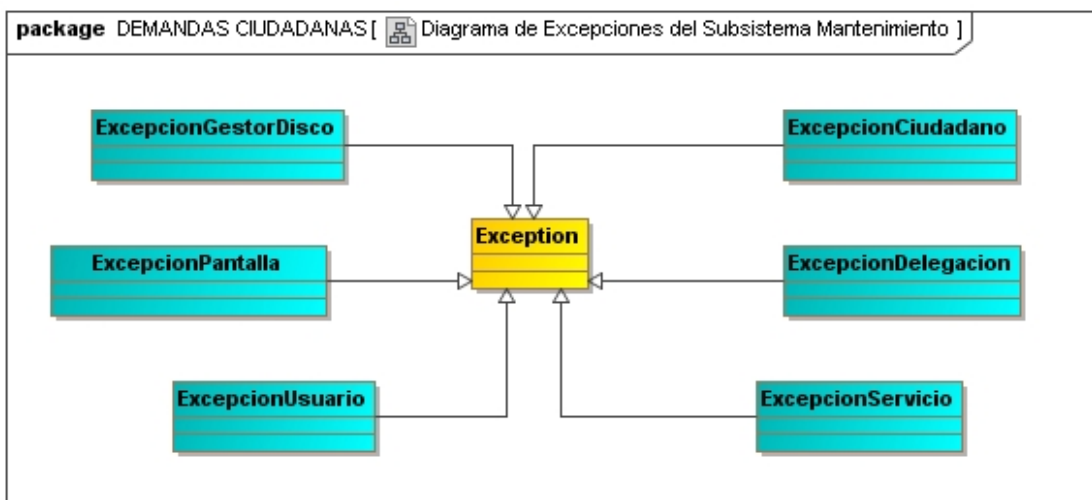 package DEMANDAS CIUDADANAS [ Diagrama de Excepciones del Subsistema Mantenimiento ]
ExcepcionGestorDisco
ExcepcionCiudadano
Exception
ExcepcionPantalla
ExcepcionDelegacion
ExcepcionUsuario
ExcepcionServicio